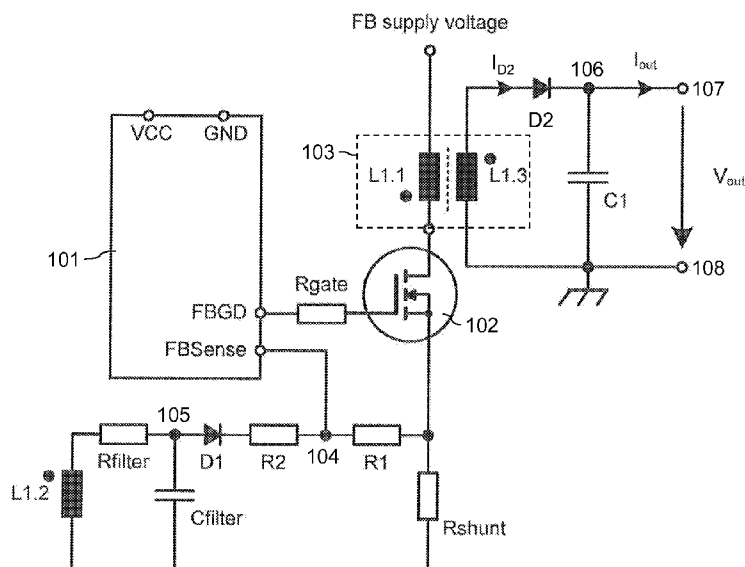 FB supply voltage
I_D2
106
I_out
107
D2
VCC
GND
103
L1.1
L1.3
C1
V_out
101
108
Rgate
FBGD
102
FBSense
105
Rfilter
D1
R2
104
R1
L1.2
Cfilter
Rshunt